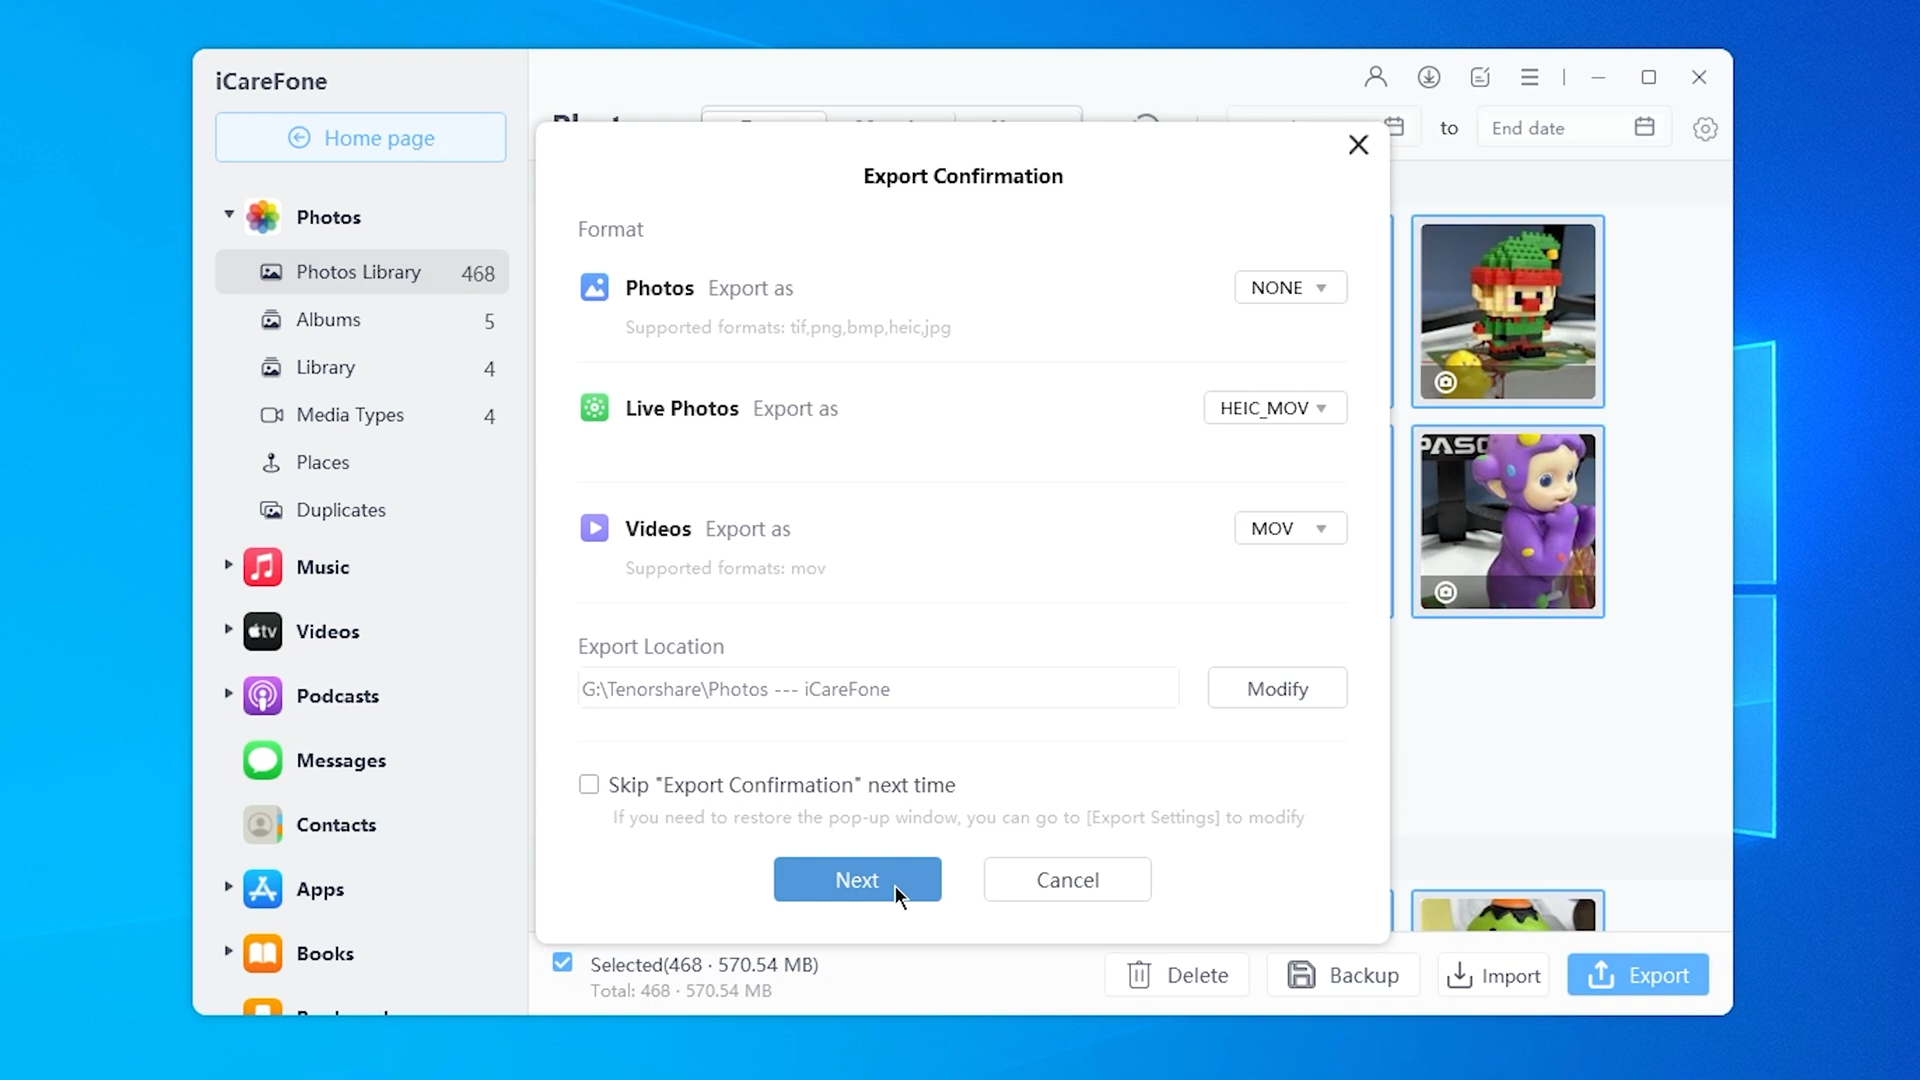 iCareFone
Home page
to
End date
Photos
Photos Library 468
Albums 5
Library 4
Media Types 4
Places
Duplicates
Music
tv Videos
Podcasts
Messages
Contacts
Apps
Books
Export Confirmation
Format
Photos Export as NONE
Supported formats: tif,png,bmp,heic,jpg
Live Photos Export as HEIC_MOV
Videos Export as MOV
Supported formats: mov
Export Location
G:\Tenorshare\Photos --- iCareFone Modify
Skip "Export Confirmation" next time
If you need to restore the pop-up window, you can go to [Export Settings] to modify
Next Cancel
Selected(468 · 570.54 MB)
Total: 468 · 570.54 MB
Delete Backup Import Export